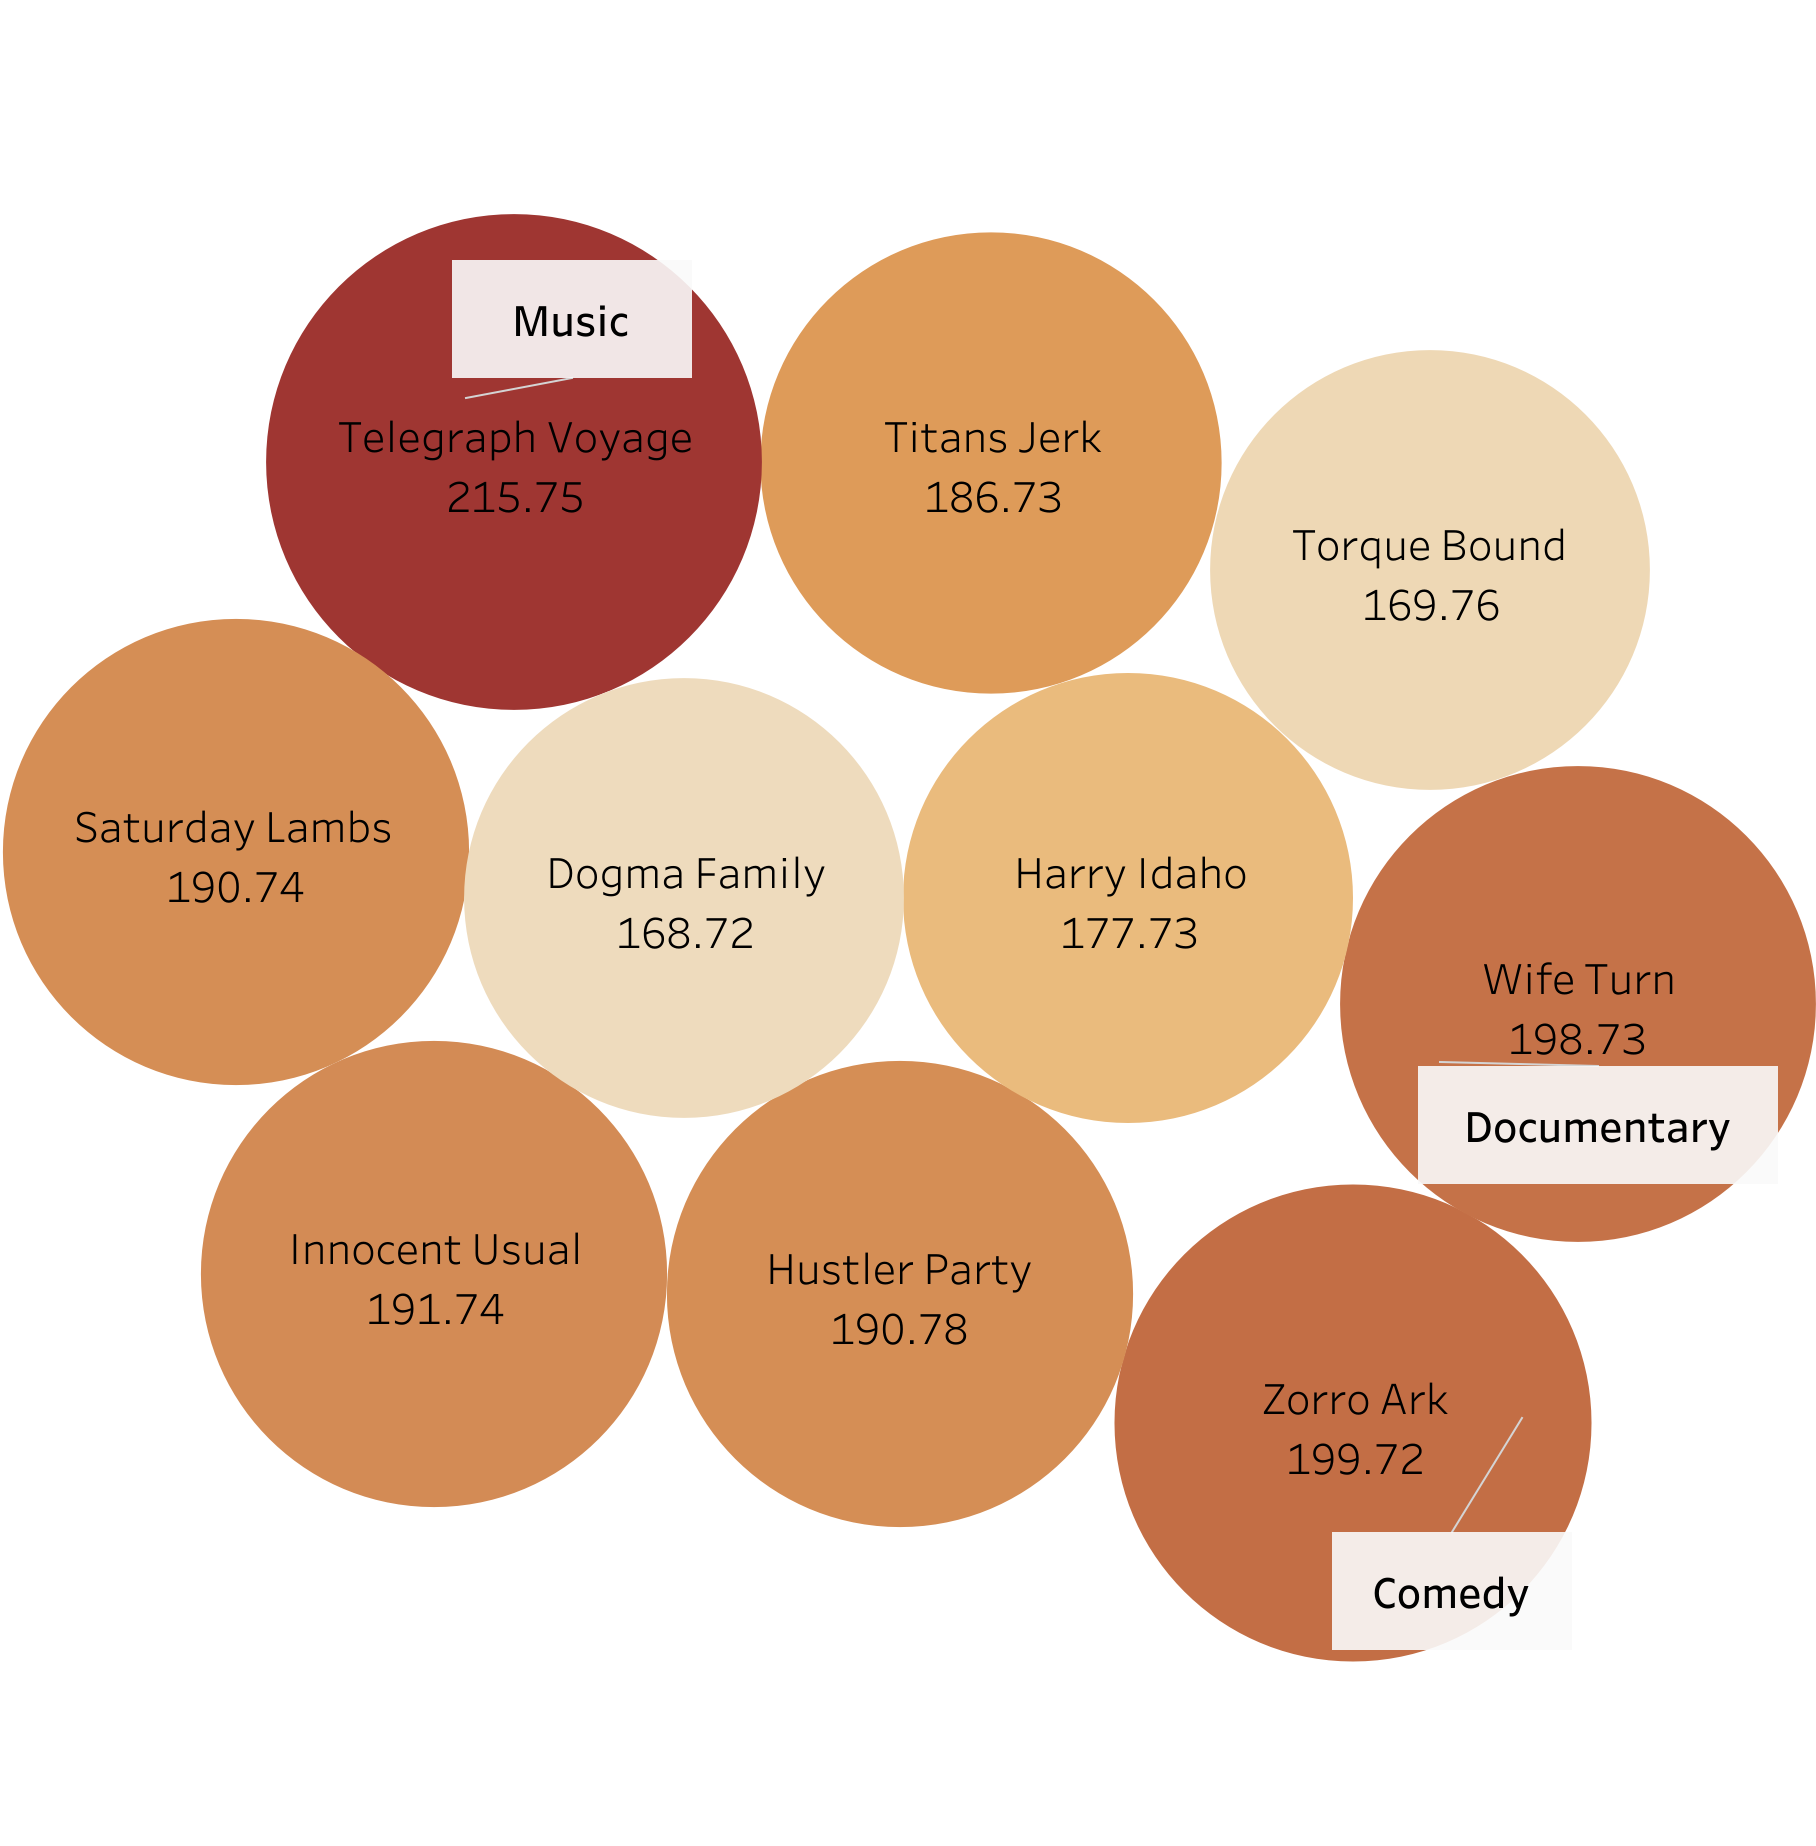 Music
Telegraph Voyage
215.75
Titans Jerk
186.73
Torque Bound
169.76
Saturday Lambs
190.74
Dogma Family
168.72
Harry Idaho
177.73
Wife Turn
198.73
Documentary
Innocent Usual
191.74
Hustler Party
190.78
Zorro Ark
199.72
Comedy